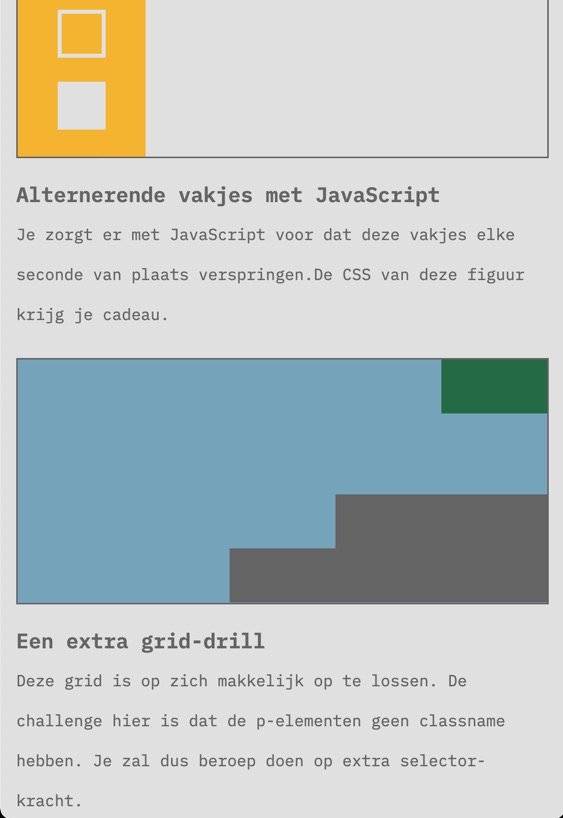 Alternerende vakjes met JavaScript
Je zorgt er met JavaScript voor dat deze vakjes elke
seconde van plaats verspringen.De CSS van deze figuur
krijg je cadeau.
Een extra grid-drill
Deze grid is op zich makkelijk op te lossen. De
challenge hier is dat de p-elementen geen classname
hebben. Je zal dus beroep doen op extra selector-
kracht.